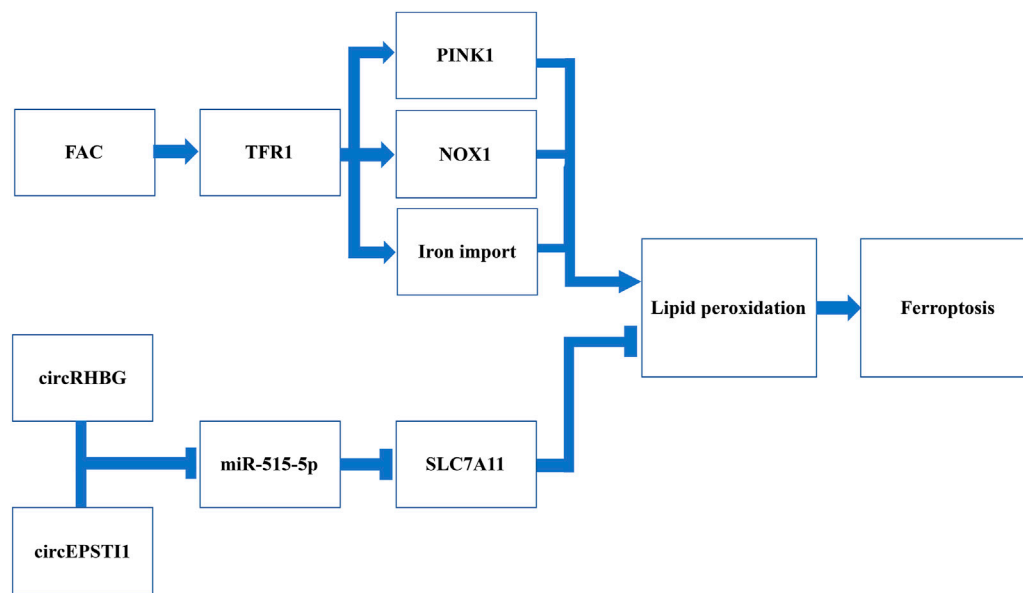 PINK1
FAC
TFR1
NOX1
Iron import
Lipid peroxidation
Ferroptosis
circRHBG
miR-515-5p
SLC7A11
circEPSTI1